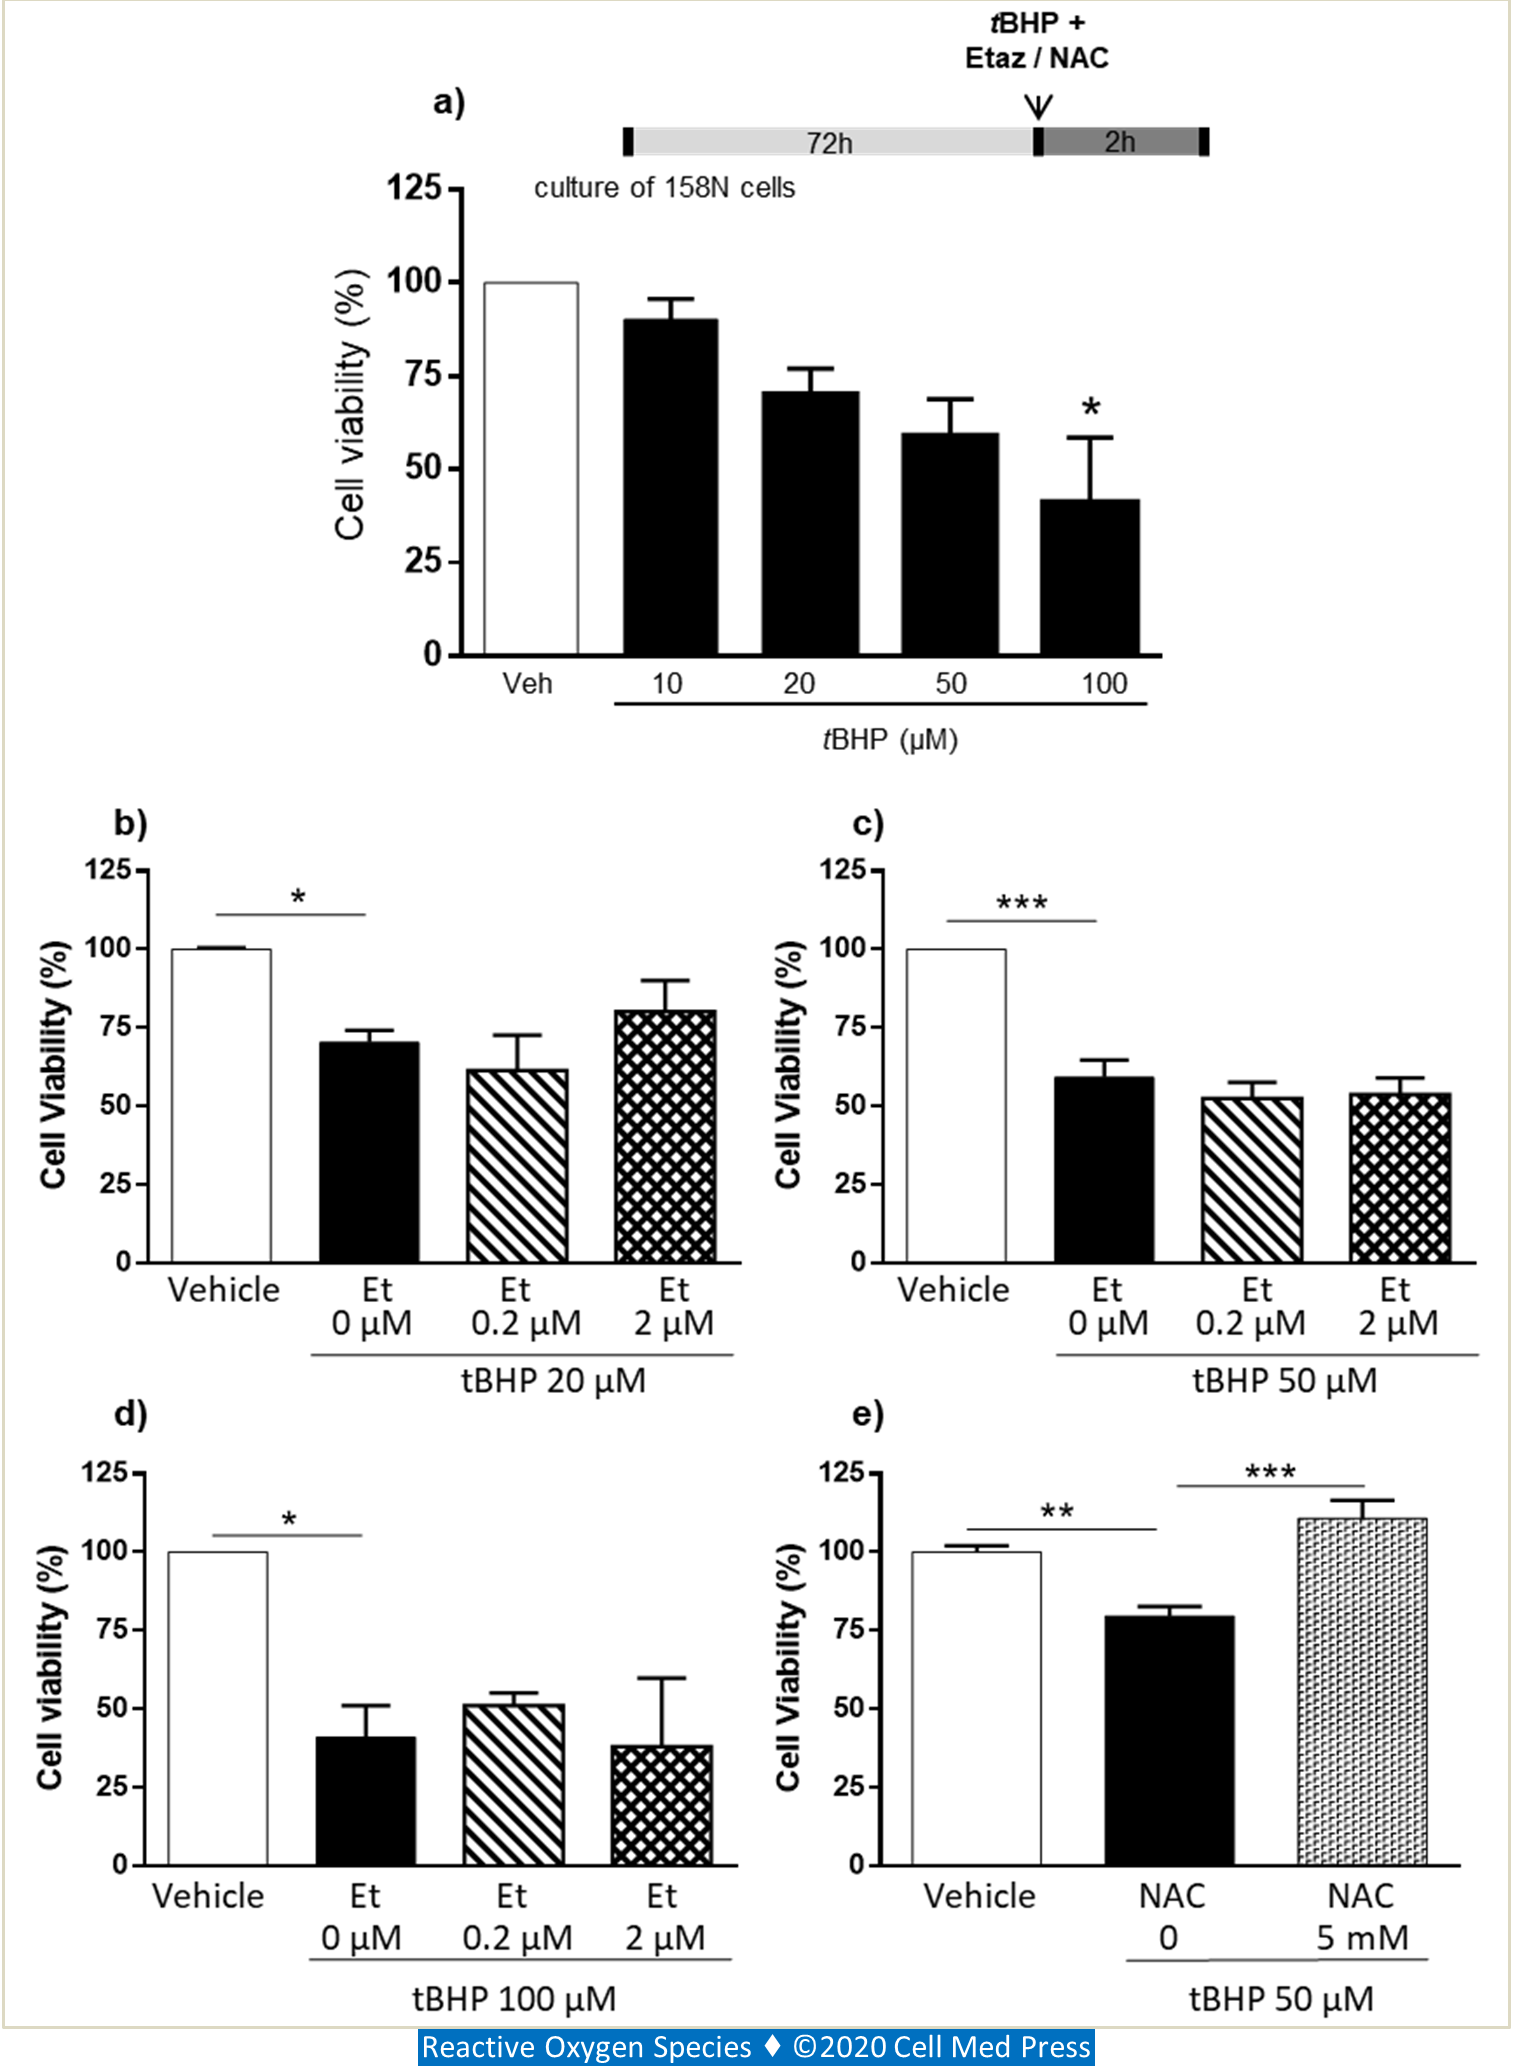 tBHP +
Etaz / NAC
a)
72h 2h
culture of 158N cells
125
100
75
50
25
0
Cell viability (%)
*
Veh 10 20 50 100
tBHP (µM)
b)
125
100
75
50
25
0
Cell Viability (%)
*
Vehicle Et Et Et
0 µM 0.2 µM 2 µM
tBHP 20 µM
c)
125
100
75
50
25
0
Cell Viability (%)
***
Vehicle Et Et Et
0 µM 0.2 µM 2 µM
tBHP 50 µM
d)
125
100
75
50
25
0
Cell viability (%)
*
Vehicle Et Et Et
0 µM 0.2 µM 2 µM
tBHP 100 µM
e)
125
100
75
50
25
0
Cell Viability (%)
**
***
Vehicle NAC NAC
0 5 mM
tBHP 50 µM
Reactive Oxygen Species ♦ ©2020 Cell Med Press